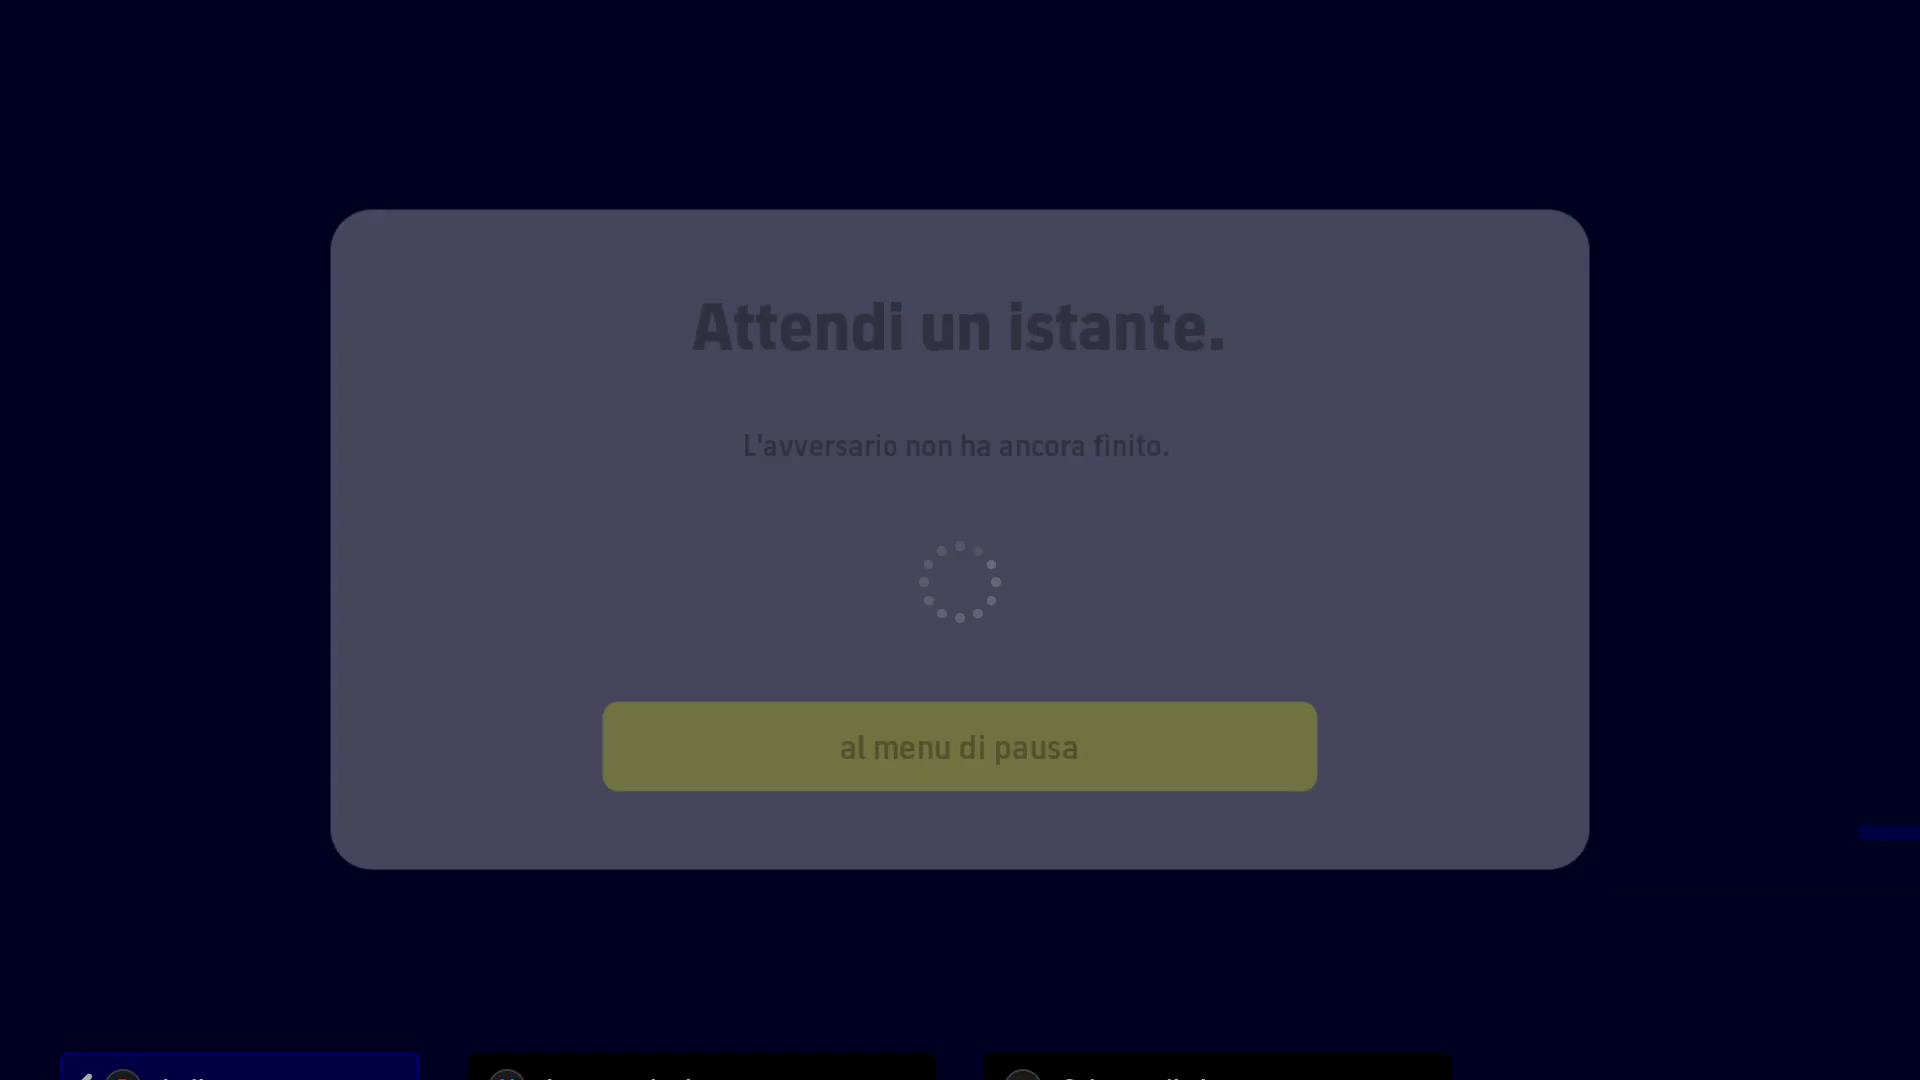 Attendi un istante.
L'avversario non ha ancora finito.
al menu di pausa